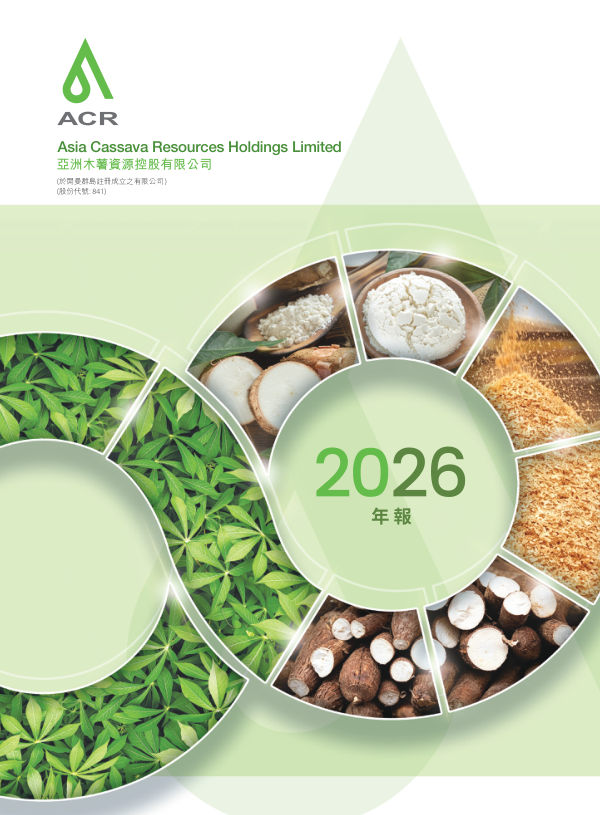 ACR
Asia Cassava Resources Holdings Limited
亞洲木薯資源控股有限公司
(於開曼群島註冊成立之有限公司)
(股份代號: 841)
2026
年報